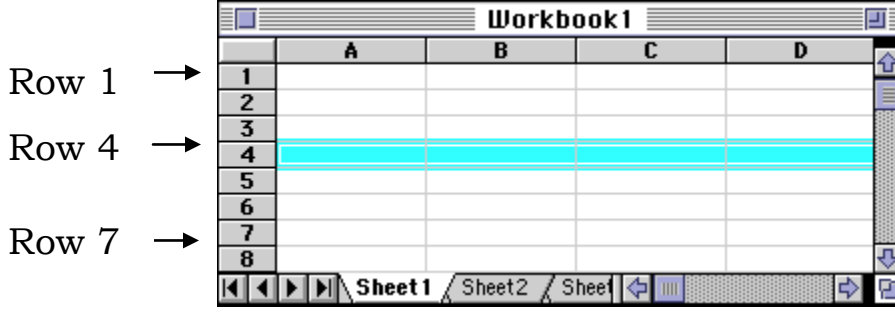 Workbook1
A B C D
Row 1 1
2
3
Row 4 4
5
6
Row 7 7
8
Sheet1 Sheet2 Sheet